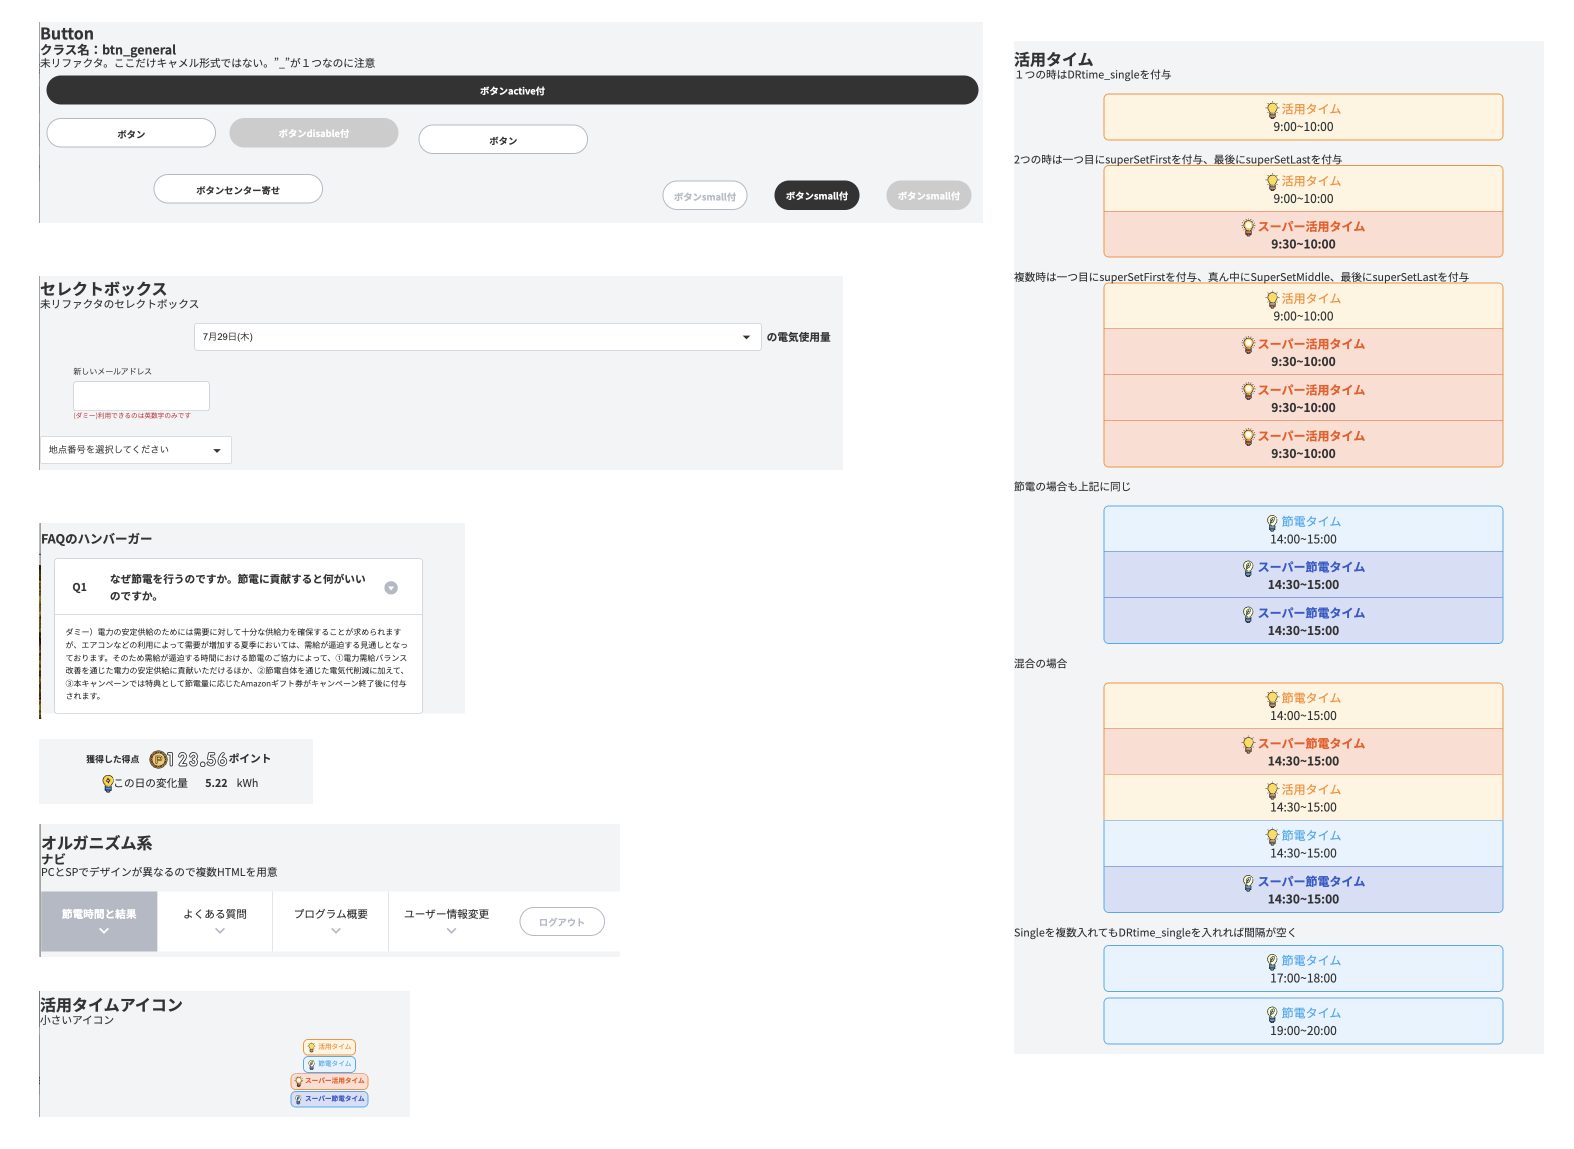 Button
クラス名：btn_general
未リファクタ。ここだけキャメル形式ではない。”_”が１つなのに注意
ボタンactive付
ボタン
ボタンdisable付
ボタン
ボタンセンター寄せ
ボタンsmall付
ボタンsmall付
ボタンsmall付
セレクトボックス
未リファクタのセレクトボックス
7月29日(木)
の電気使用量
新しいメールアドレス
(ダミー)利用できるのは英数字のみです
地点番号を選択してください
FAQのハンバーガー
Q1
なぜ節電を行うのですか。節電に貢献すると何がいい
のですか。
ダミー）電力の安定供給のためには需要に対して十分な供給力を確保することが求められます
が、エアコンなどの利用によって需要が増加する夏季においては、需給が逼迫する見通しとなっ
ております。そのため需給が逼迫する時間における節電のご協力によって、①電力需給バランス
改善を通じた電力の安定供給に貢献いただけるほか、②節電自体を通じた電気代削減に加えて、
③本キャンペーンでは特典として節電量に応じたAmazonギフト券がキャンペーン終了後に付与
されます。
獲得した得点 P 123.56 ポイント
この日の変化量 5.22 kWh
オルガニズム系
ナビ
PCとSPでデザインが異なるので複数HTMLを用意
節電時間と結果
よくある質問
プログラム概要
ユーザー情報変更
ログアウト
活用タイムアイコン
小さいアイコン
活用タイム
節電タイム
スーパー活用タイム
スーパー節電タイム
活用タイム
１つの時はDRtime_singleを付与
活用タイム
9:00~10:00
2つの時は一つ目にsuperSetFirstを付与、最後にsuperSetLastを付与
活用タイム
9:00~10:00
スーパー活用タイム
9:30~10:00
複数時は一つ目にsuperSetFirstを付与、真ん中にSuperSetMiddle、最後にsuperSetLastを付与
活用タイム
9:00~10:00
スーパー活用タイム
9:30~10:00
スーパー活用タイム
9:30~10:00
スーパー活用タイム
9:30~10:00
節電の場合も上記に同じ
節電タイム
14:00~15:00
スーパー節電タイム
14:30~15:00
スーパー節電タイム
14:30~15:00
混合の場合
節電タイム
14:00~15:00
スーパー節電タイム
14:30~15:00
活用タイム
14:30~15:00
節電タイム
14:30~15:00
スーパー節電タイム
14:30~15:00
Singleを複数入れてもDRtime_singleを入れれば間隔が空く
節電タイム
17:00~18:00
節電タイム
19:00~20:00